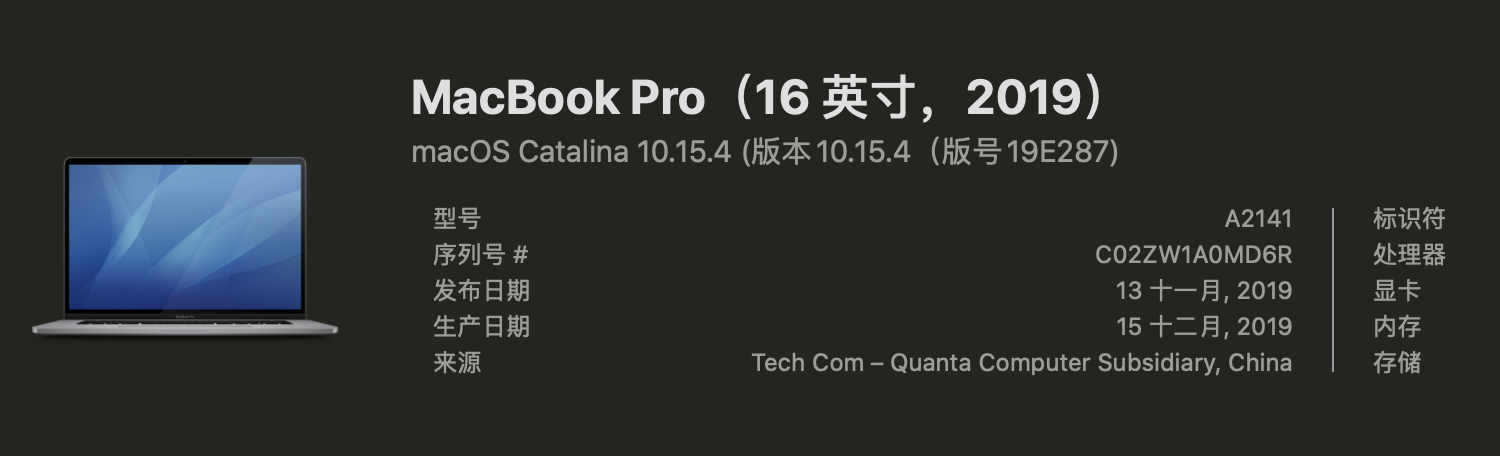 MacBook Pro（16 英寸，2019）
macOS Catalina 10.15.4 (版本 10.15.4（版号 19E287)
型号 A2141 标识符
序列号 # C02ZW1A0MD6R 处理器
发布日期 13 十一月, 2019 显卡
生产日期 15 十二月, 2019 内存
来源 Tech Com – Quanta Computer Subsidiary, China 存储